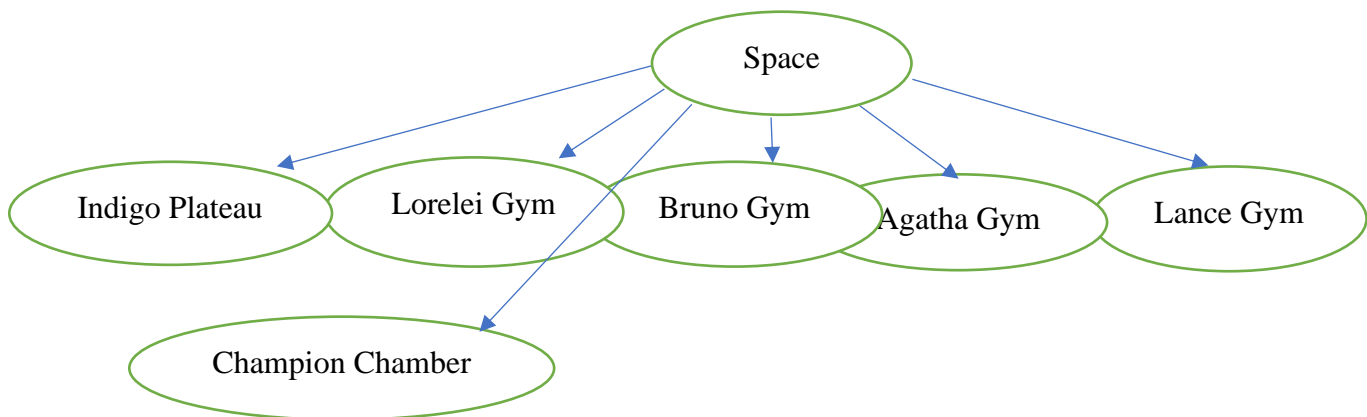 Space
Indigo Plateau
Lorelei Gym
Bruno Gym
Agatha Gym
Lance Gym
Champion Chamber